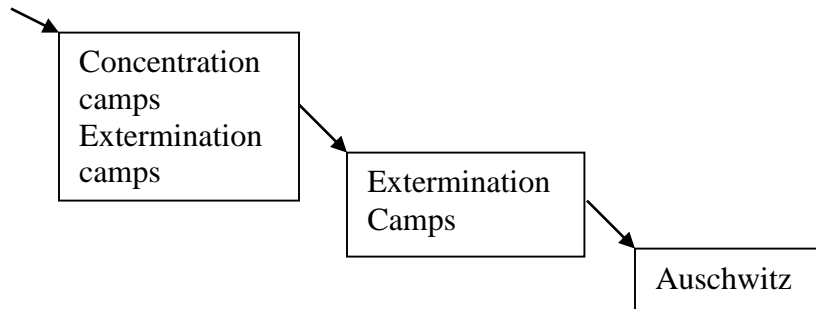 Concentration
camps
Extermination
camps
Extermination
Camps
Auschwitz